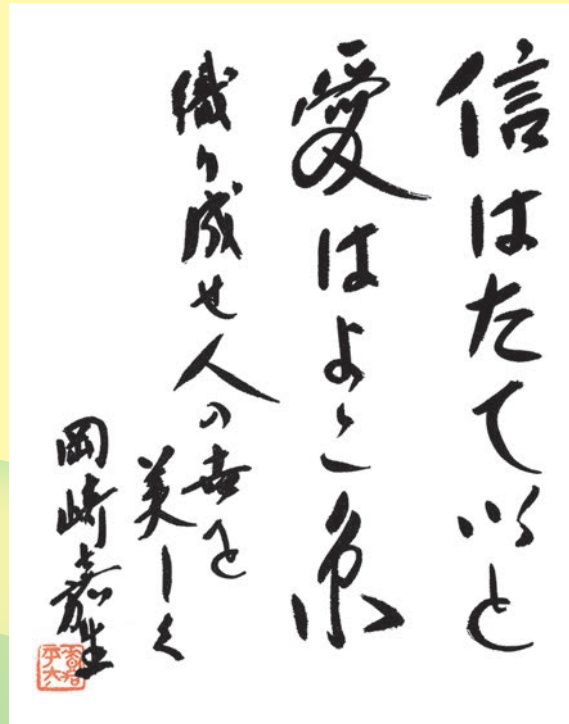 信はたていと
愛はよこ糸
織り成せ人の世を
美しく
岡崎嘉平太